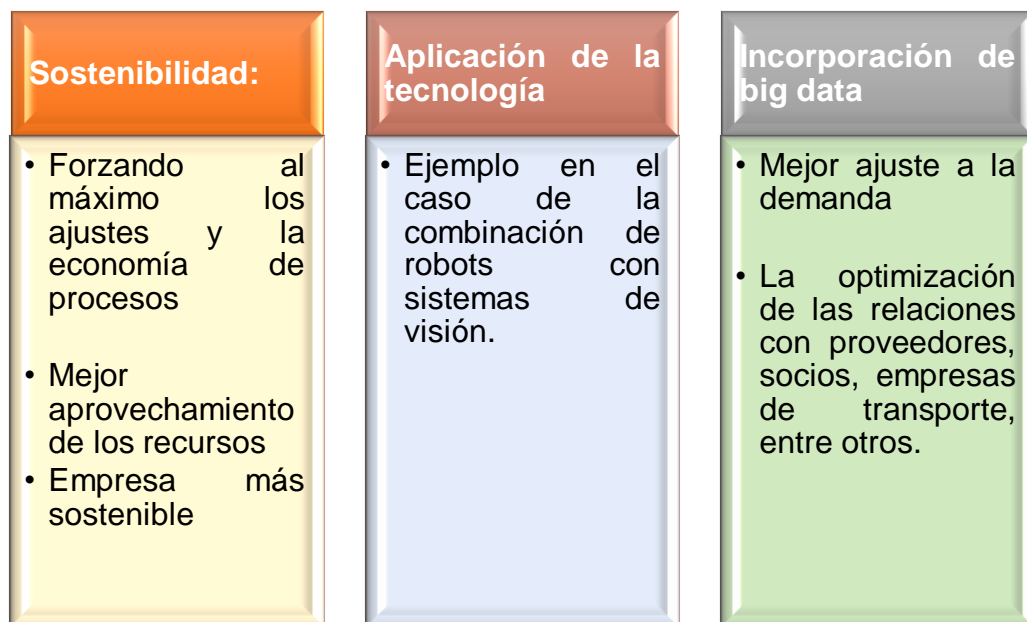 Sostenibilidad:
• Forzando al
máximo los
ajustes y la
economía de
procesos
• Mejor
aprovechamiento
de los recursos
• Empresa más
sostenible
Aplicación de la
tecnología
• Ejemplo en el
caso de la
combinación de
robots con
sistemas de
visión.
Incorporación de
big data
• Mejor ajuste a la
demanda
• La optimización
de las relaciones
con proveedores,
socios, empresas
de transporte,
entre otros.